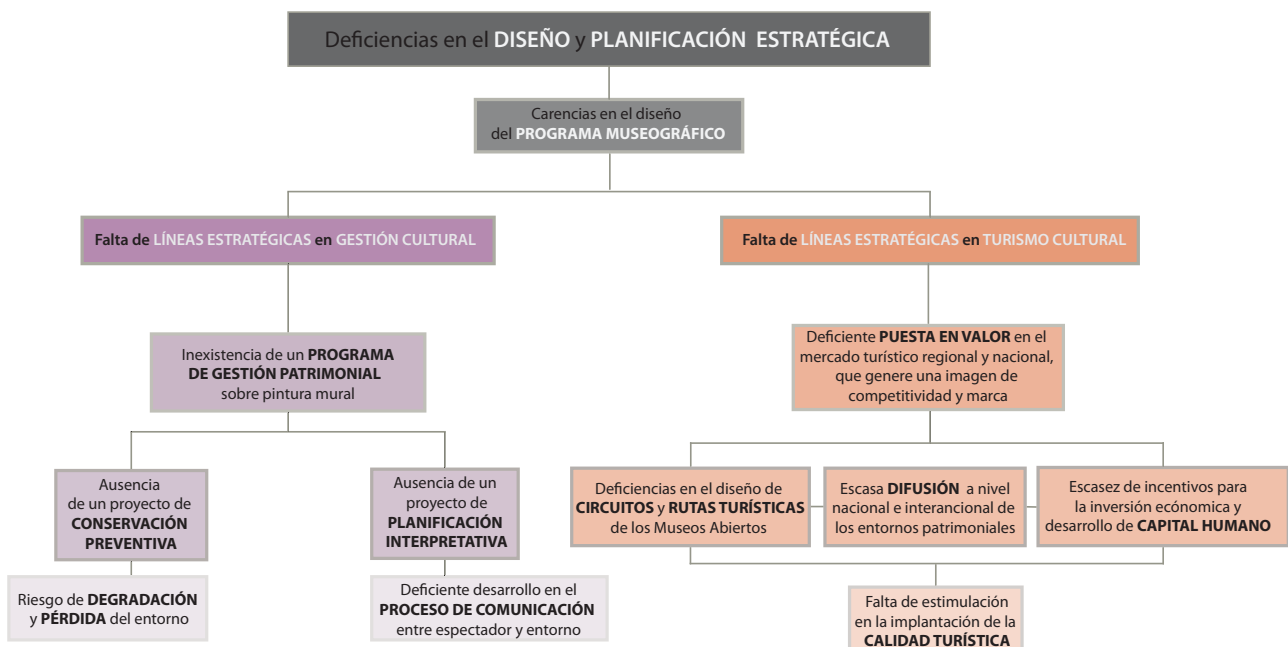 Deficiencias en el DISEÑO y PLANIFICACIÓN ESTRATÉGICA
Carencias en el diseño
del PROGRAMA MUSEOGRÁFICO
Falta de LÍNEAS ESTRATÉGICAS en GESTIÓN CULTURAL
Falta de LÍNEAS ESTRATÉGICAS en TURISMO CULTURAL
Inexistencia de un PROGRAMA
DE GESTIÓN PATRIMONIAL
sobre pintura mural
Deficiente PUESTA EN VALOR en el
mercado turístico regional y nacional,
que genere una imagen de
competitividad y marca
Ausencia
de un proyecto de
CONSERVACIÓN
PREVENTIVA
Ausencia de un
proyecto de
PLANIFICACIÓN
INTERPRETATIVA
Deficiencias en el diseño de
CIRCUITOS y RUTAS TURÍSTICAS
de los Museos Abiertos
Escasa DIFUSIÓN a nivel
nacional e interancional de
los entornos patrimoniales
Escasez de incentivos para
la inversión económica y
desarrollo de CAPITAL HUMANO
Riesgo de DEGRADACIÓN
y PÉRDIDA del entorno
Deficiente desarrollo en el
PROCESO DE COMUNICACIÓN
entre espectador y entorno
Falta de estimulación
en la implantación de la
CALIDAD TURÍSTICA